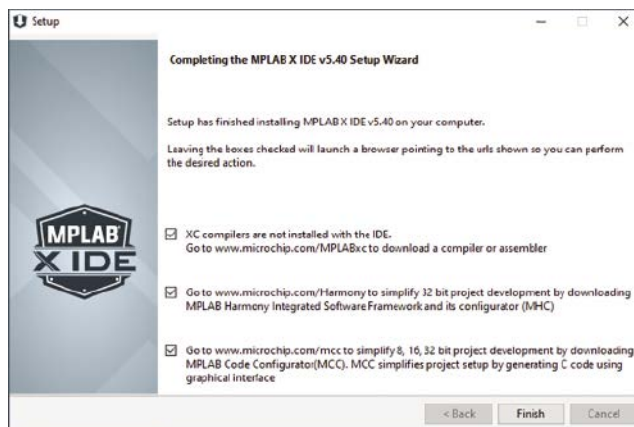 Setup
Completing the MPLAB X IDE v5.40 Setup Wizard
Setup has finished installing MPLAB X IDE v5.40 on your computer.
Leaving the boxes checked will launch a browser pointing to the urls shown so you can perform
the desired action.
MPLAB
X IDE
XC compilers are not installed with the IDE.
Go to www.microchip.com/MPLABxc to download a compiler or assembler
Go to www.microchip.com/Harmony to simplify 32 bit project development by downloading
MPLAB Harmony Integrated Software Framework and its configurator (MHC)
Go to www.microchip.com/mcc to simplify 8, 16, 32 bit project development by downloading
MPLAB Code Configurator(MCC). MCC simplifies project setup by generating C code using
graphical interface
< Back Finish Cancel